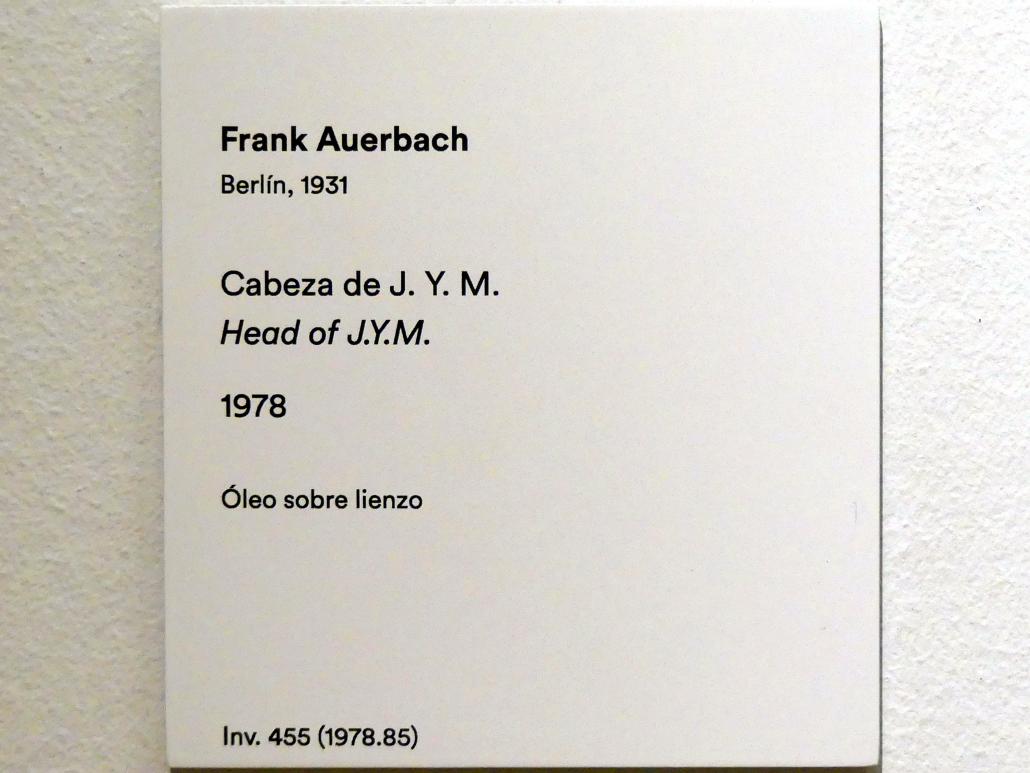 Frank Auerbach
Berlín, 1931
Cabeza de J. Y. M.
Head of J.Y.M.
1978
Óleo sobre lienzo
Inv. 455 (1978.85)